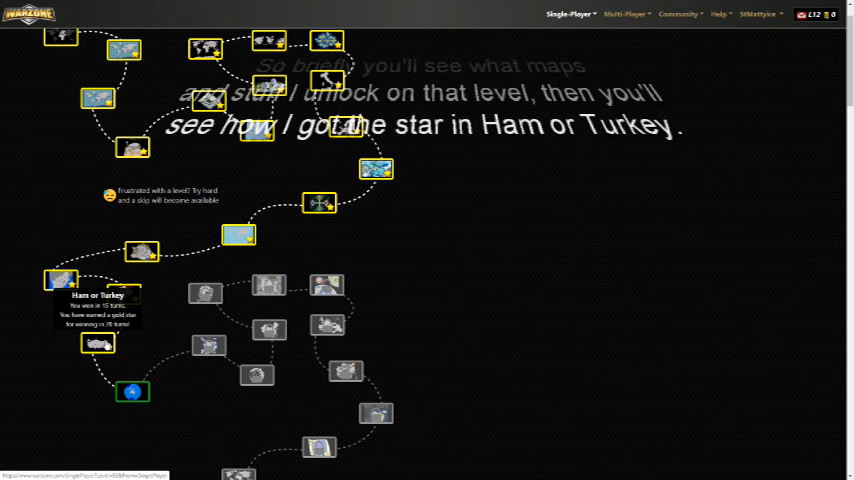 WARZONE
Single-Player
Multi-Player
Community
Help
StMattyIce
L12
0
So briefly you'll see what maps
and stuff I unlock on that level, then you'll
see how I got the star in Ham or Turkey.
Frustrated with a level? Try hard
and a skip will become available
Ham or Turkey
You won in 15 turns.
You have earned a gold star
for winning in 20 turns!